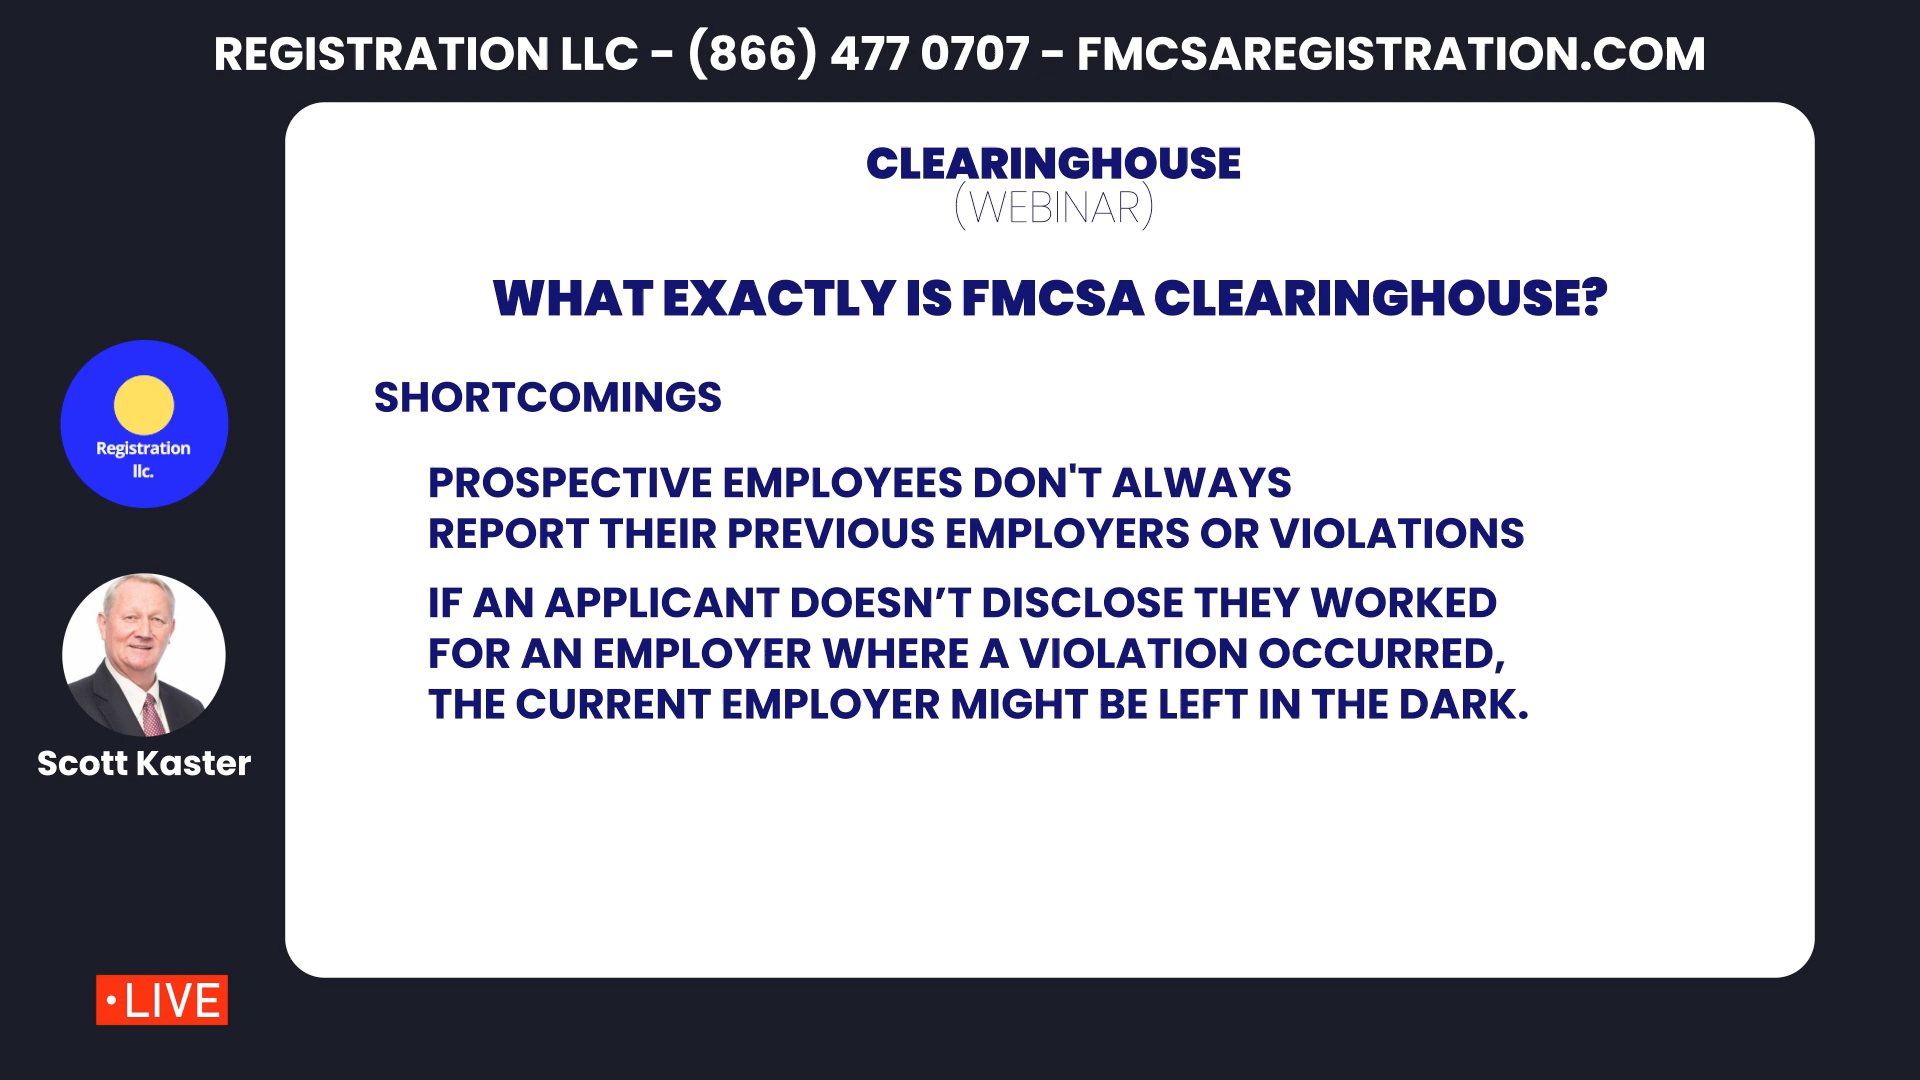 REGISTRATION LLC - (866) 477 0707 - FMCSAREGISTRATION.COM
CLEARINGHOUSE
(WEBINAR)
WHAT EXACTLY IS FMCSA CLEARINGHOUSE?
SHORTCOMINGS
PROSPECTIVE EMPLOYEES DON'T ALWAYS
REPORT THEIR PREVIOUS EMPLOYERS OR VIOLATIONS
IF AN APPLICANT DOESN’T DISCLOSE THEY WORKED
FOR AN EMPLOYER WHERE A VIOLATION OCCURRED,
THE CURRENT EMPLOYER MIGHT BE LEFT IN THE DARK.
Registration
llc.
Scott Kaster
• LIVE